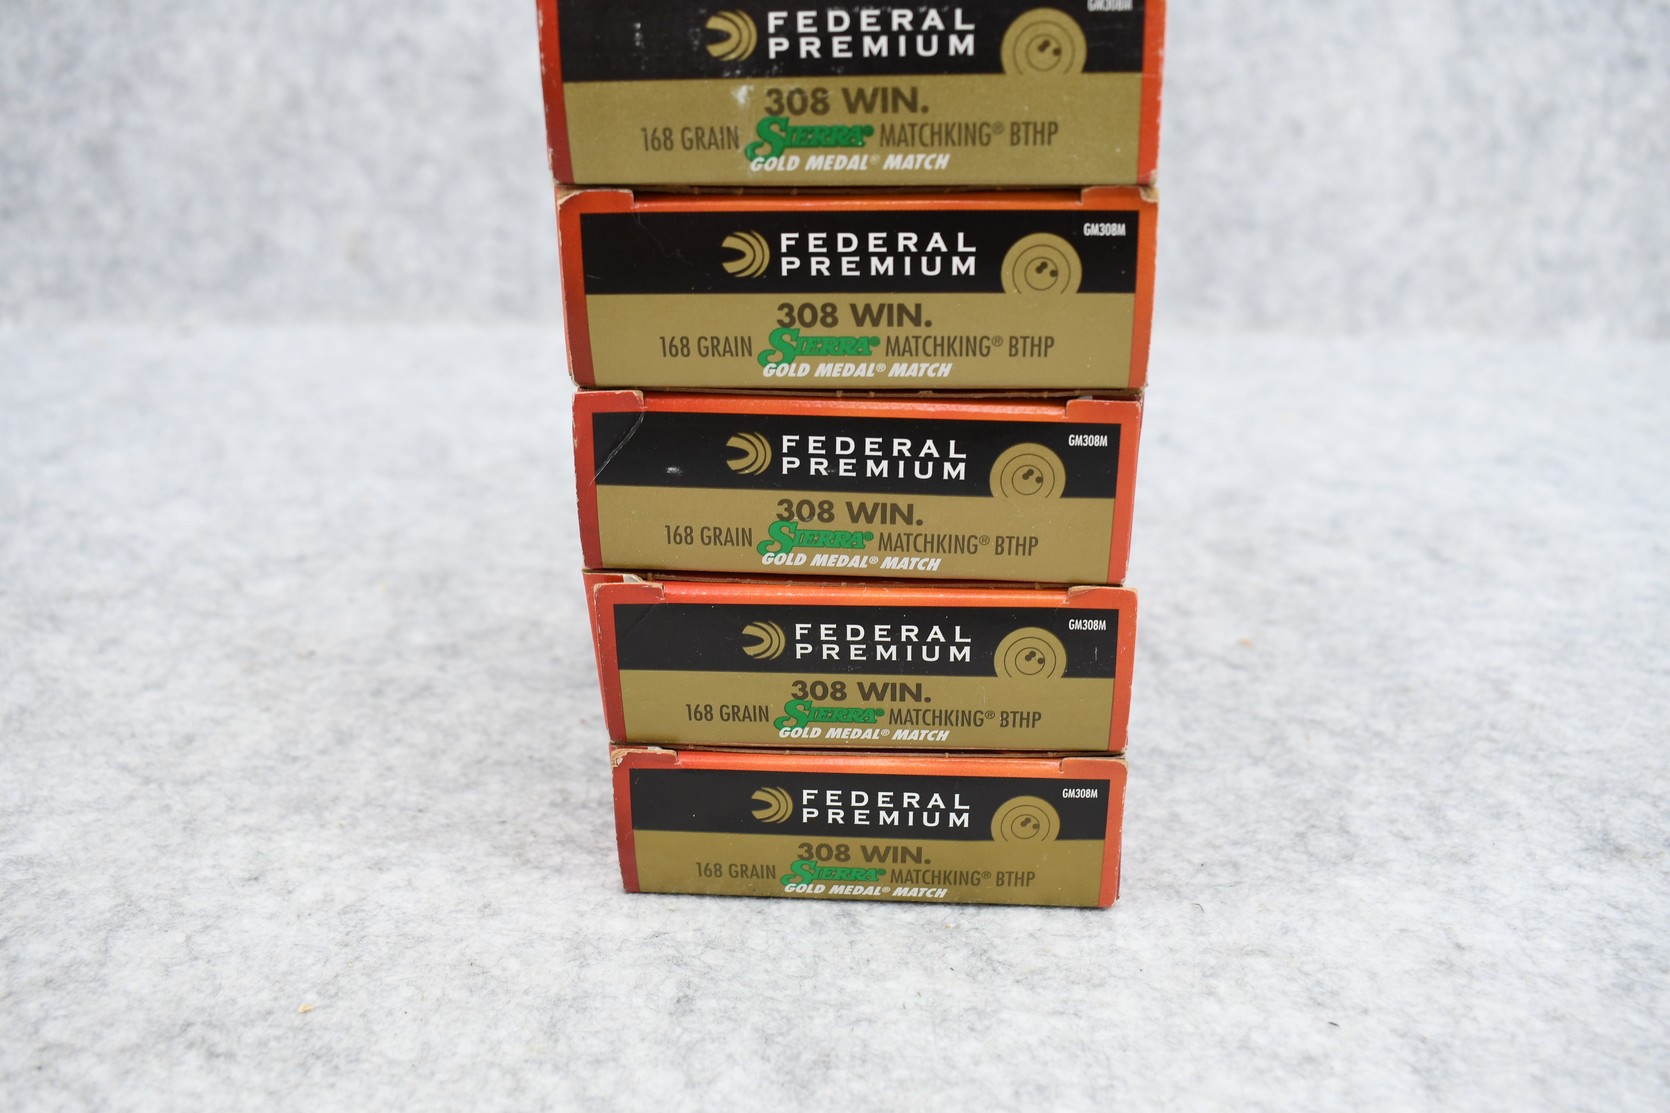 GM308M
FEDERAL
PREMIUM
308 WIN.
168 GRAIN SIERRA® MATCHKING® BTHP
GOLD MEDAL® MATCH
GM308M
FEDERAL
PREMIUM
308 WIN.
168 GRAIN SIERRA® MATCHKING® BTHP
GOLD MEDAL® MATCH
GM308M
FEDERAL
PREMIUM
308 WIN.
168 GRAIN SIERRA® MATCHKING® BTHP
GOLD MEDAL® MATCH
GM308M
FEDERAL
PREMIUM
308 WIN.
168 GRAIN SIERRA® MATCHKING® BTHP
GOLD MEDAL® MATCH
GM308M
FEDERAL
PREMIUM
308 WIN.
168 GRAIN SIERRA® MATCHKING® BTHP
GOLD MEDAL® MATCH